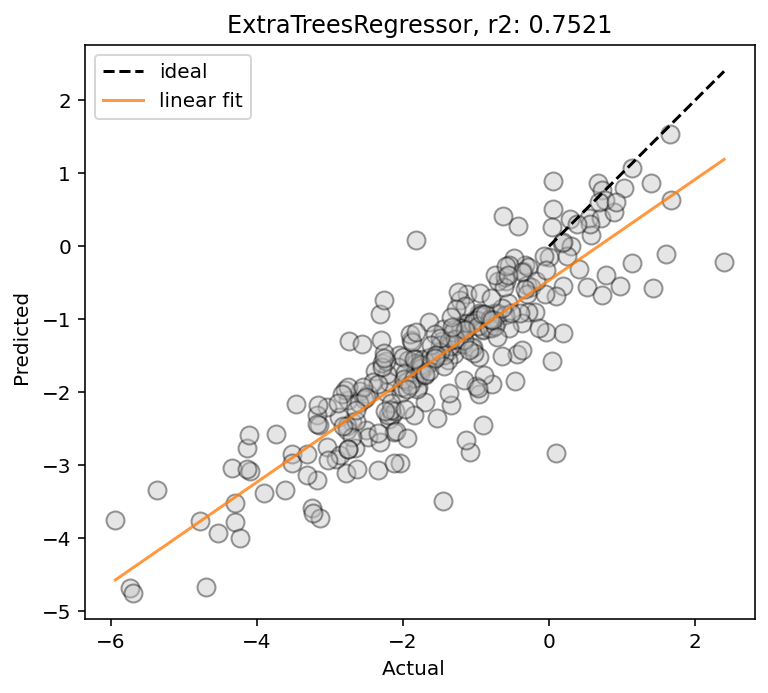 ExtraTreesRegressor, r2: 0.7521
ideal
linear fit
2
1
0
−1
−2
−3
−4
−5
Predicted
−6
−4
−2
0
2
Actual